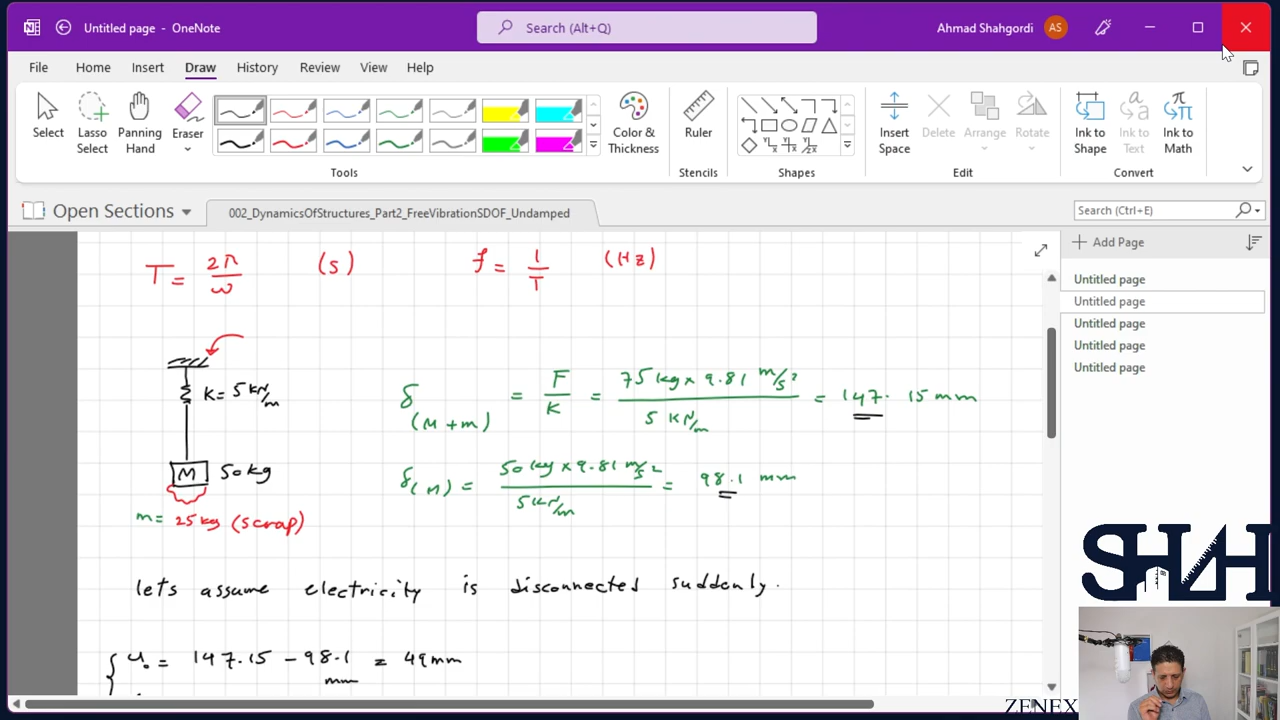 Untitled page - OneNote
Search (Alt+Q)
Ahmad Shahgordi
AS
File Home Insert Draw History Review View Help
Select
Lasso Select
Panning Hand
Eraser
Color & Thickness
Ruler
Insert Space
Delete
Arrange
Rotate
Ink to Shape
Ink to Text
Ink to Math
Tools
Stencils
Shapes
Edit
Convert
Open Sections
002_DynamicsOfStructures_Part2_FreeVibrationSDOF_Undamped
Search (Ctrl+E)
Add Page
Untitled page
Untitled page
Untitled page
Untitled page
Untitled page
T = 2π/ω (s) f = 1/T (Hz)
K = 5 kN/m
δ(M+m) = F/K = 75 kg × 9.81 m/s² / 5 kN/m = 147.15 mm
M 50 kg
δ(M) = 50 kg × 9.81 m/s² / 5 kN/m = 98.1 mm
m = 25 kg (scrap)
lets assume electricity is disconnected suddenly.
u₀ = 147.15 - 98.1 = 49 mm
mm
SHAH
ZENEX